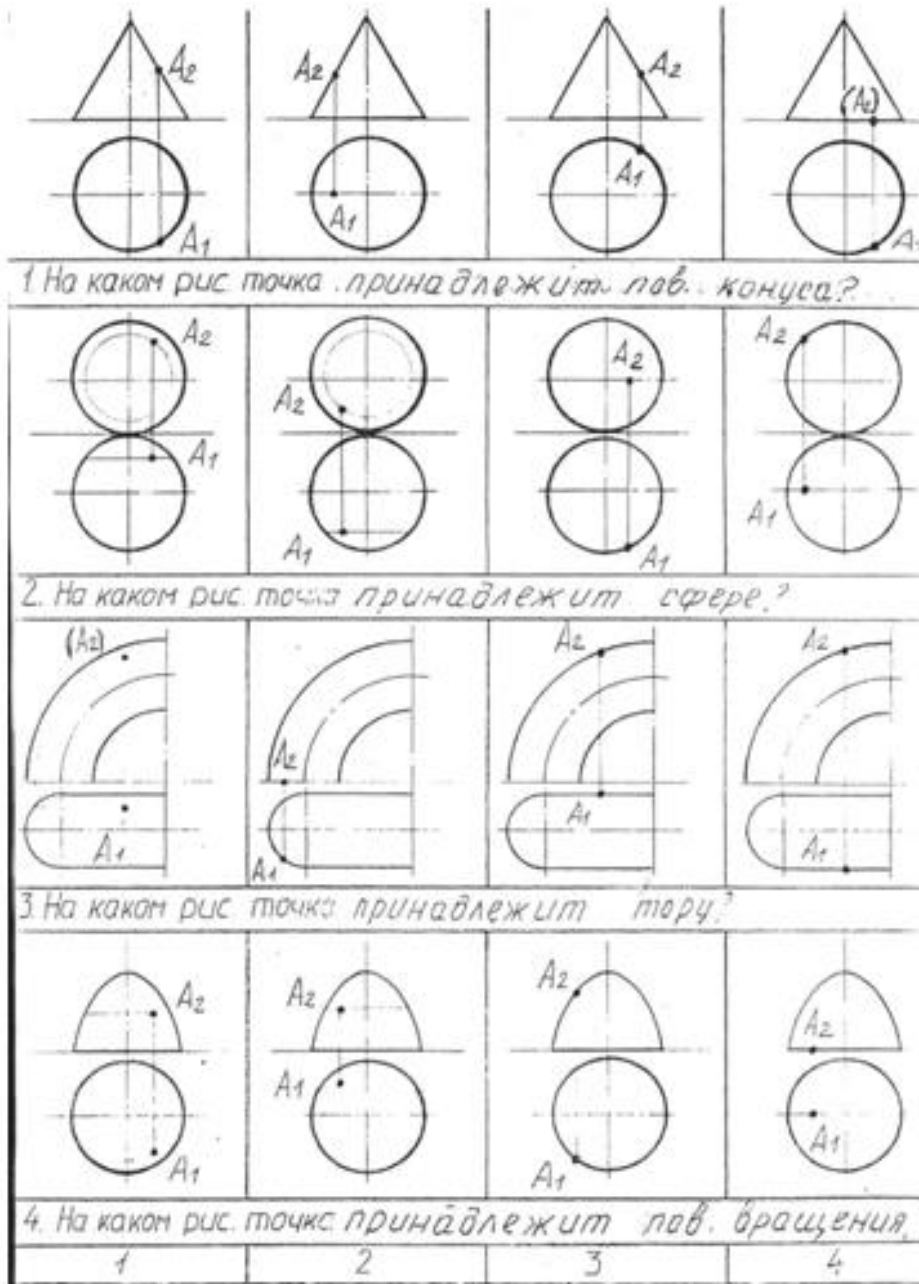 A2 A2 A2 (A2)
A1 A1 A1 A1
1. На каком рис точка принадлежит пов. конуса?
A2 A2 A2 A2
A1 A1 A1 A1
2. На каком рис. точка принадлежит сфере?
(A2) A2 A2 A2
A1 A1 A1 A1
3. На каком рис точка принадлежит тору?
A2 A2 A2 A2
A1 A1 A1 A1
4. На каком рис. точка принадлежит пов. вращения
1 2 3 4